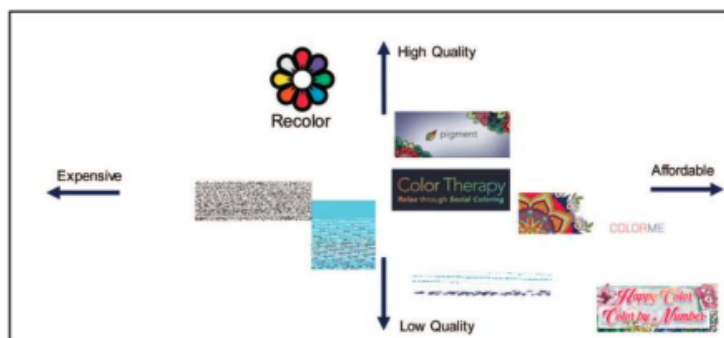 High Quality
Recolor
pigment
Expensive
Affordable
Color Therapy
Relax through Social Coloring
COLORME
Happy Color
Color by Number
Low Quality